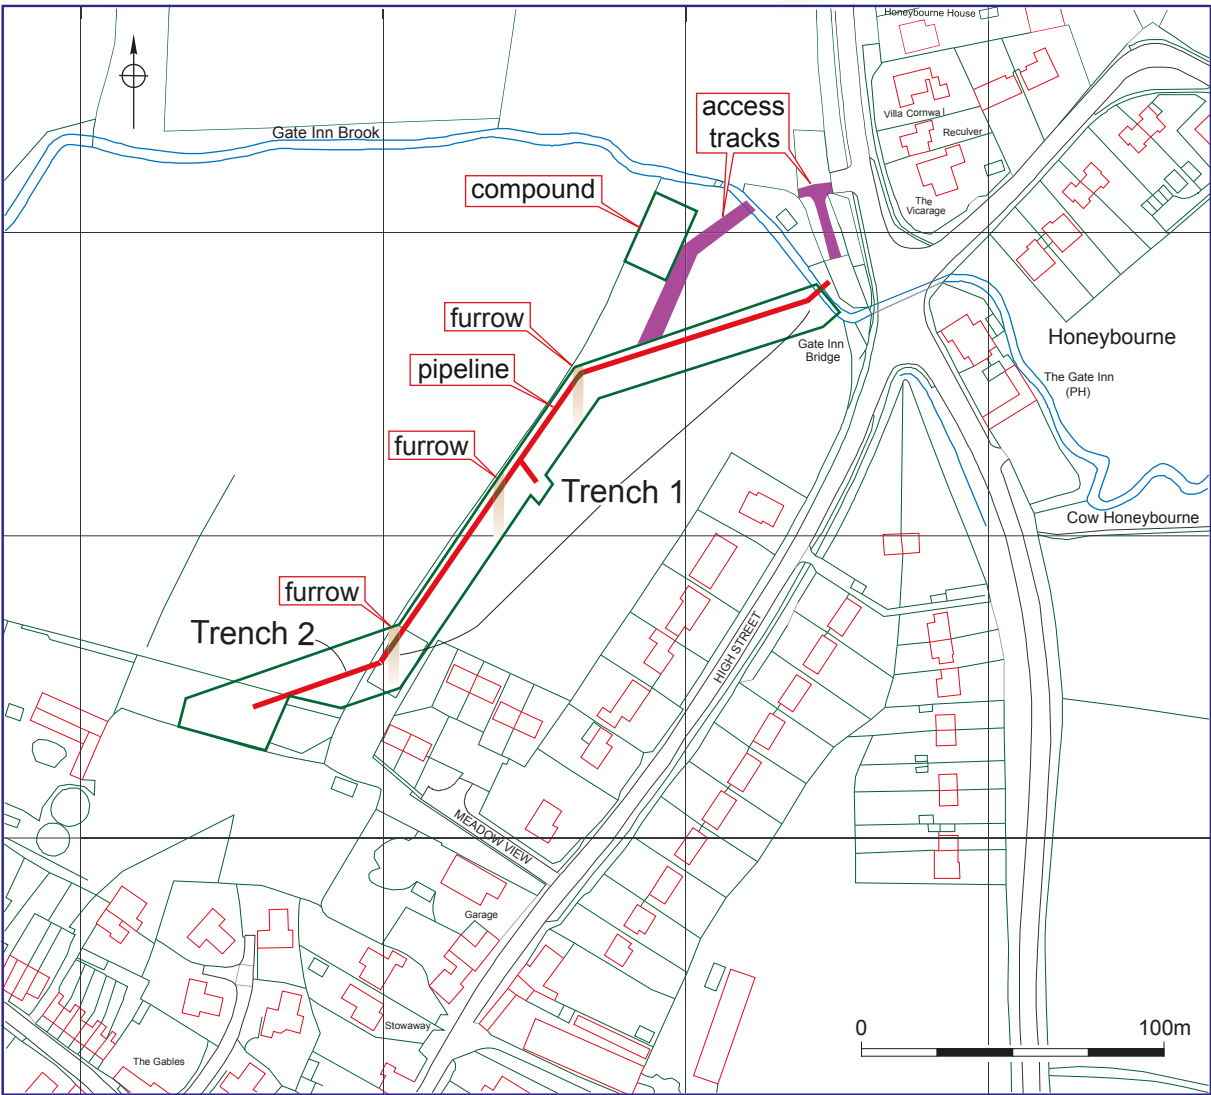 Honeybourne House
access
tracks
Villa Cornwal
Gate Inn Brook
Reculver
compound
The
Vicarage
furrow
Honeybourne
Gate Inn
Bridge
pipeline
The Gate Inn
(PH)
furrow
Trench 1
Cow Honeybourne
furrow
Trench 2
HIGH STREET
MEADOW VIEW
Garage
Stowaway
0
100m
The Gables